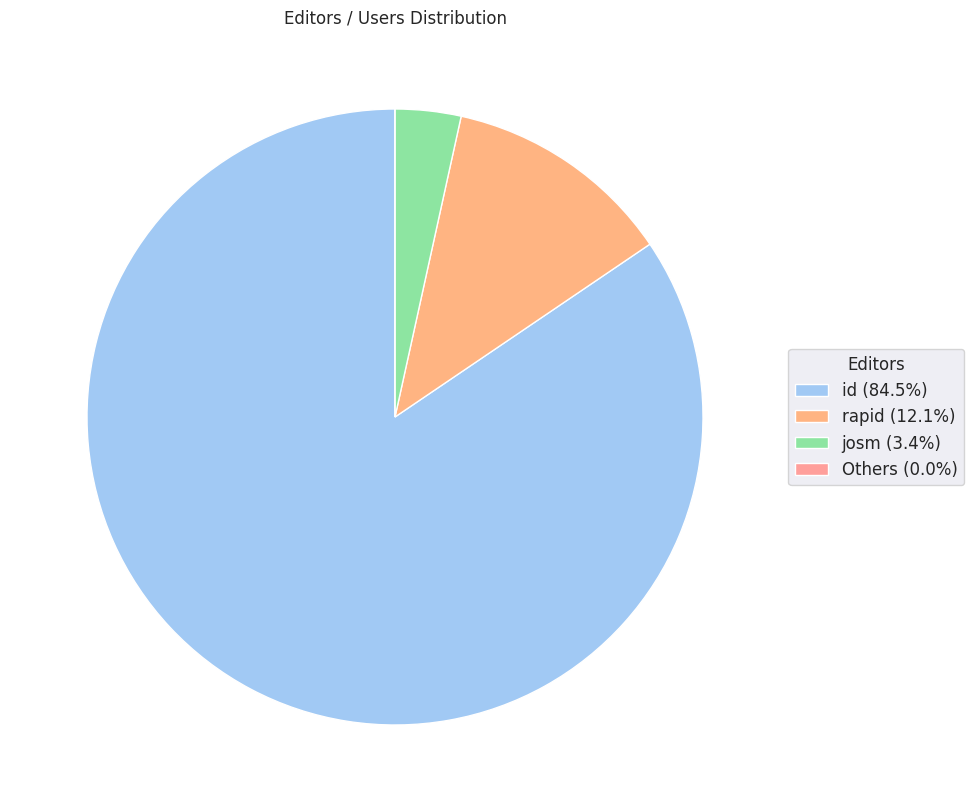 Editors / Users Distribution
Editors
id (84.5%)
rapid (12.1%)
josm (3.4%)
Others (0.0%)